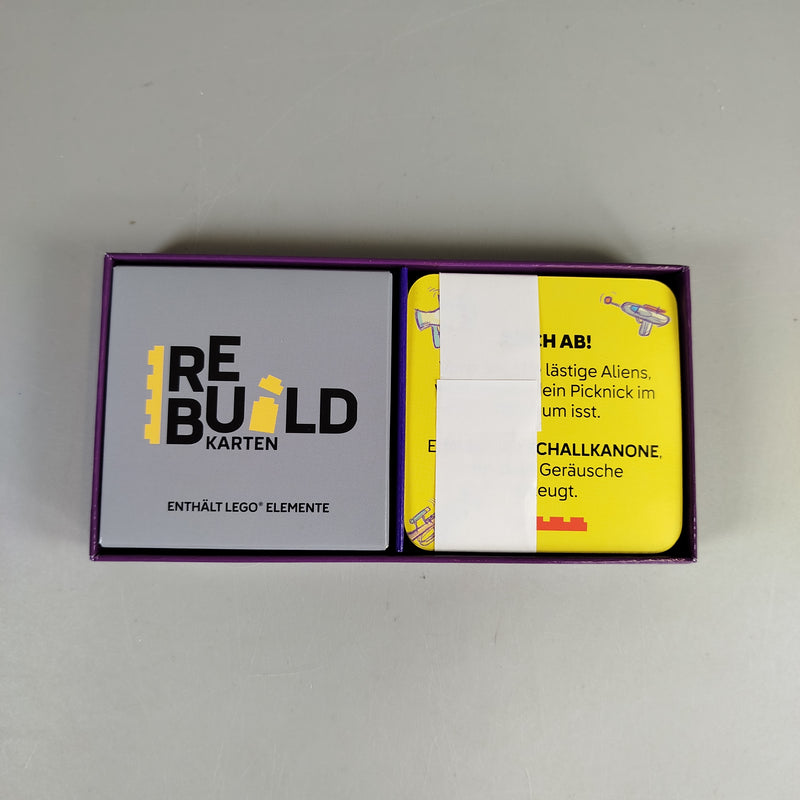 RE
BUILD
KARTEN
ENTHÄLT LEGO® ELEMENTE
CH AB!
lästige Aliens,
ein Picknick im
um isst.
E
CHALLKANONE,
Geräusche
eugt.